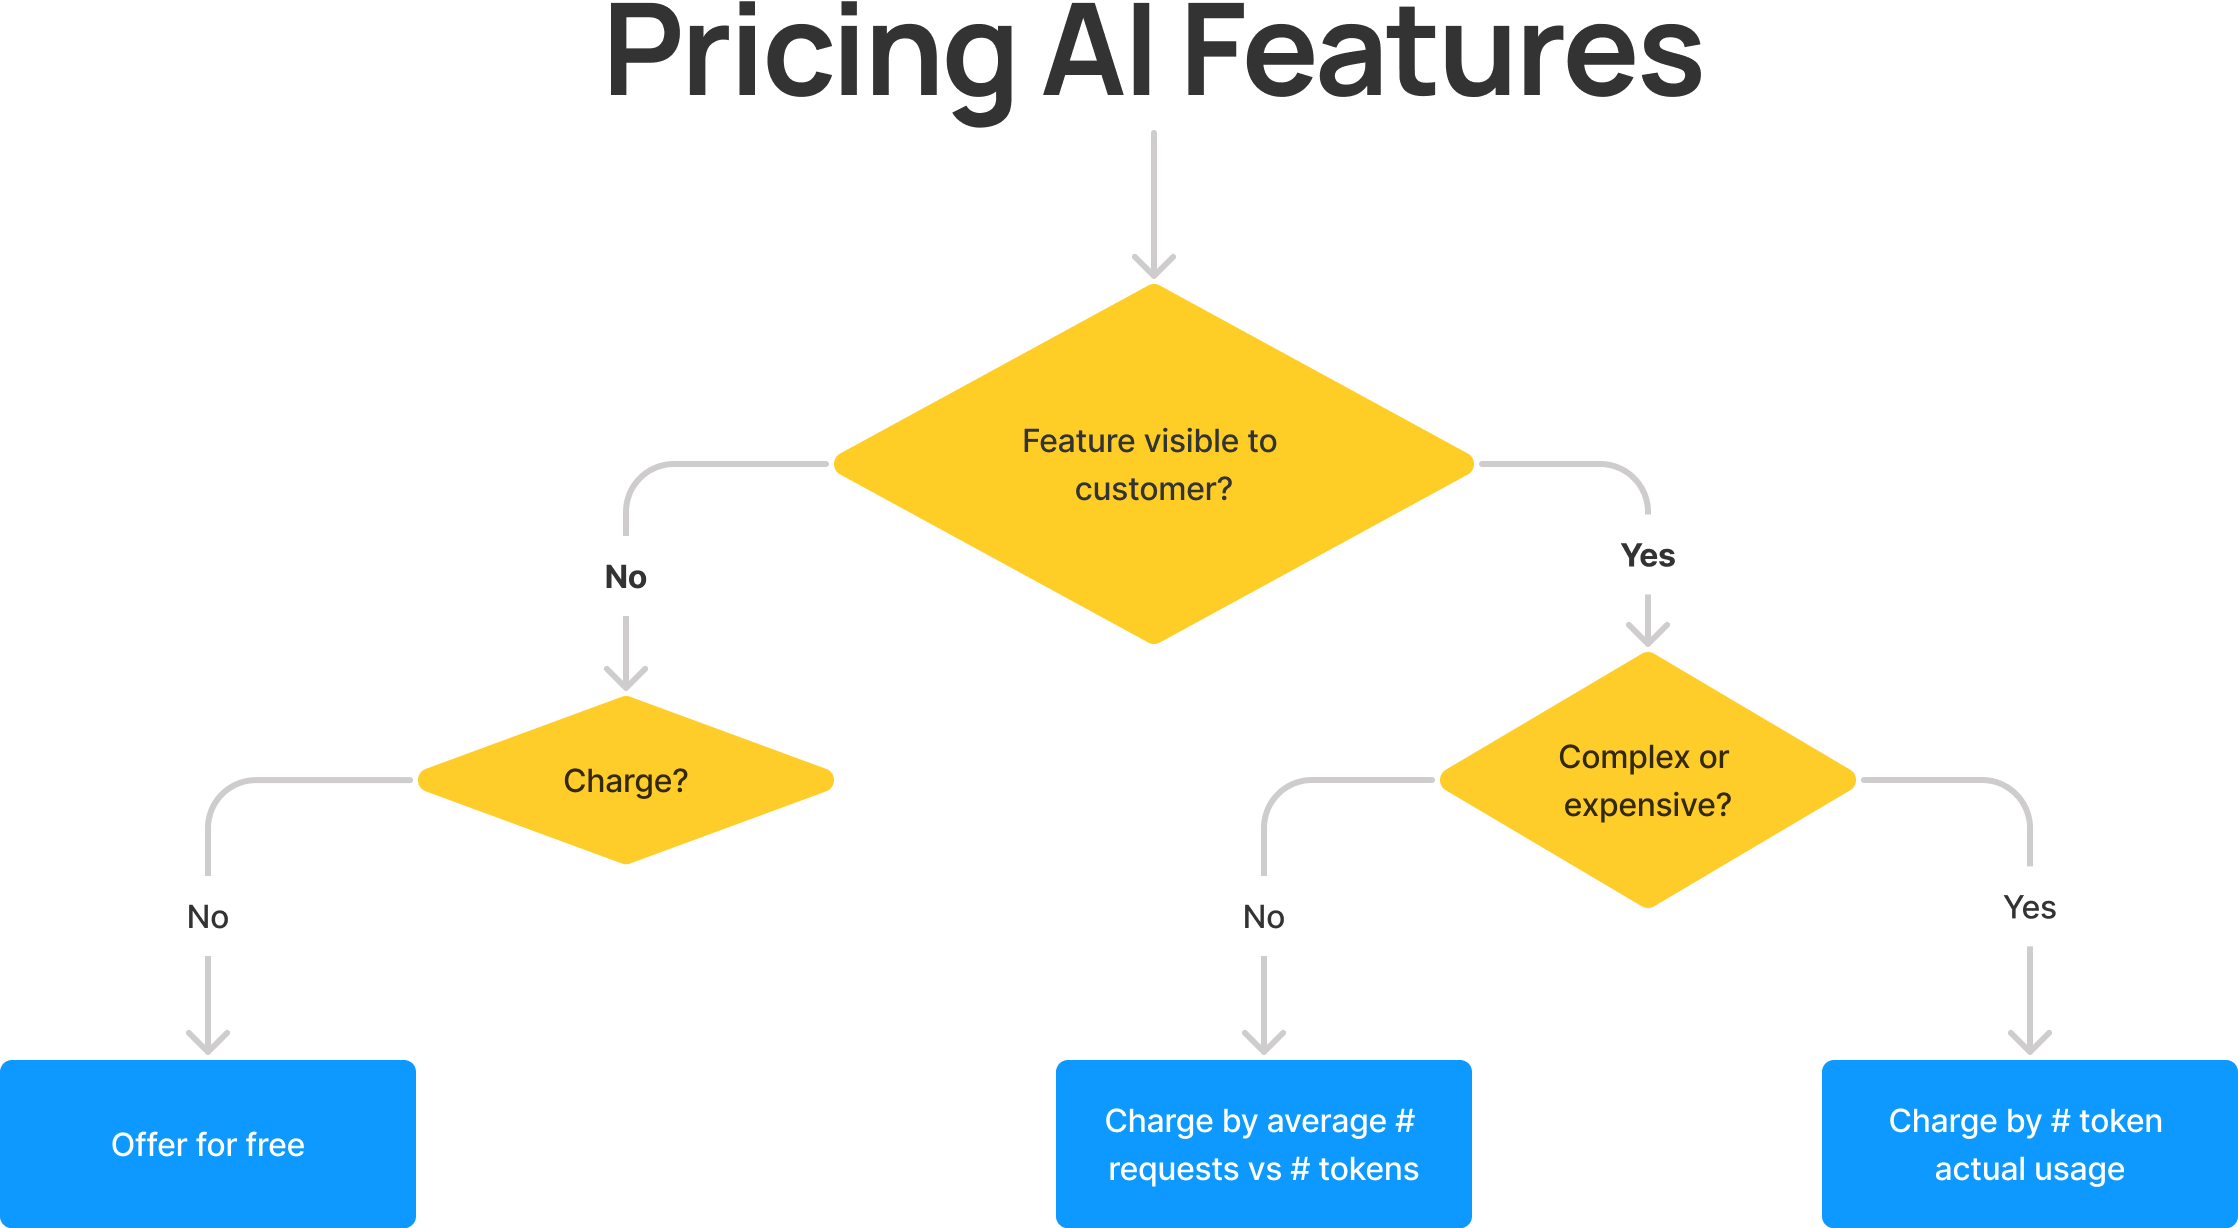 Pricing AI Features
Feature visible to
customer?
No
Yes
Charge?
Complex or
expensive?
No
No
Yes
Offer for free
Charge by average #
requests vs # tokens
Charge by # token
actual usage